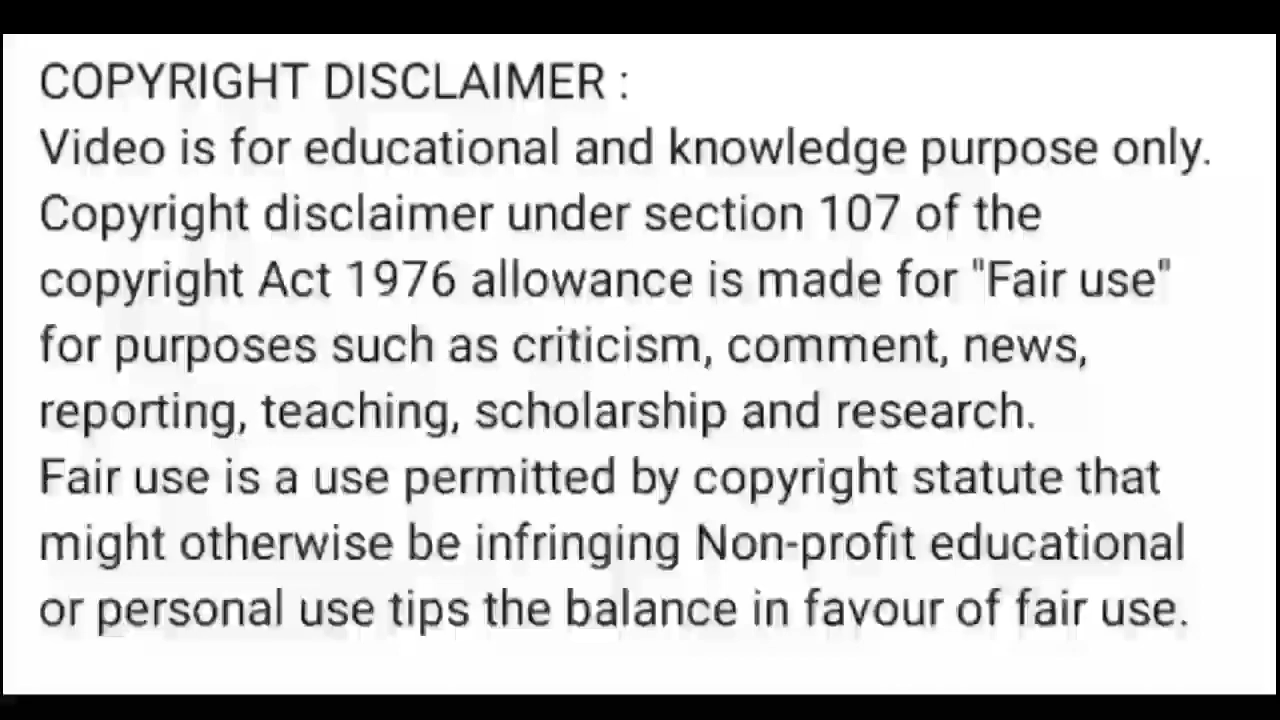 COPYRIGHT DISCLAIMER :
Video is for educational and knowledge purpose only.
Copyright disclaimer under section 107 of the
copyright Act 1976 allowance is made for "Fair use"
for purposes such as criticism, comment, news,
reporting, teaching, scholarship and research.
Fair use is a use permitted by copyright statute that
might otherwise be infringing Non-profit educational
or personal use tips the balance in favour of fair use.